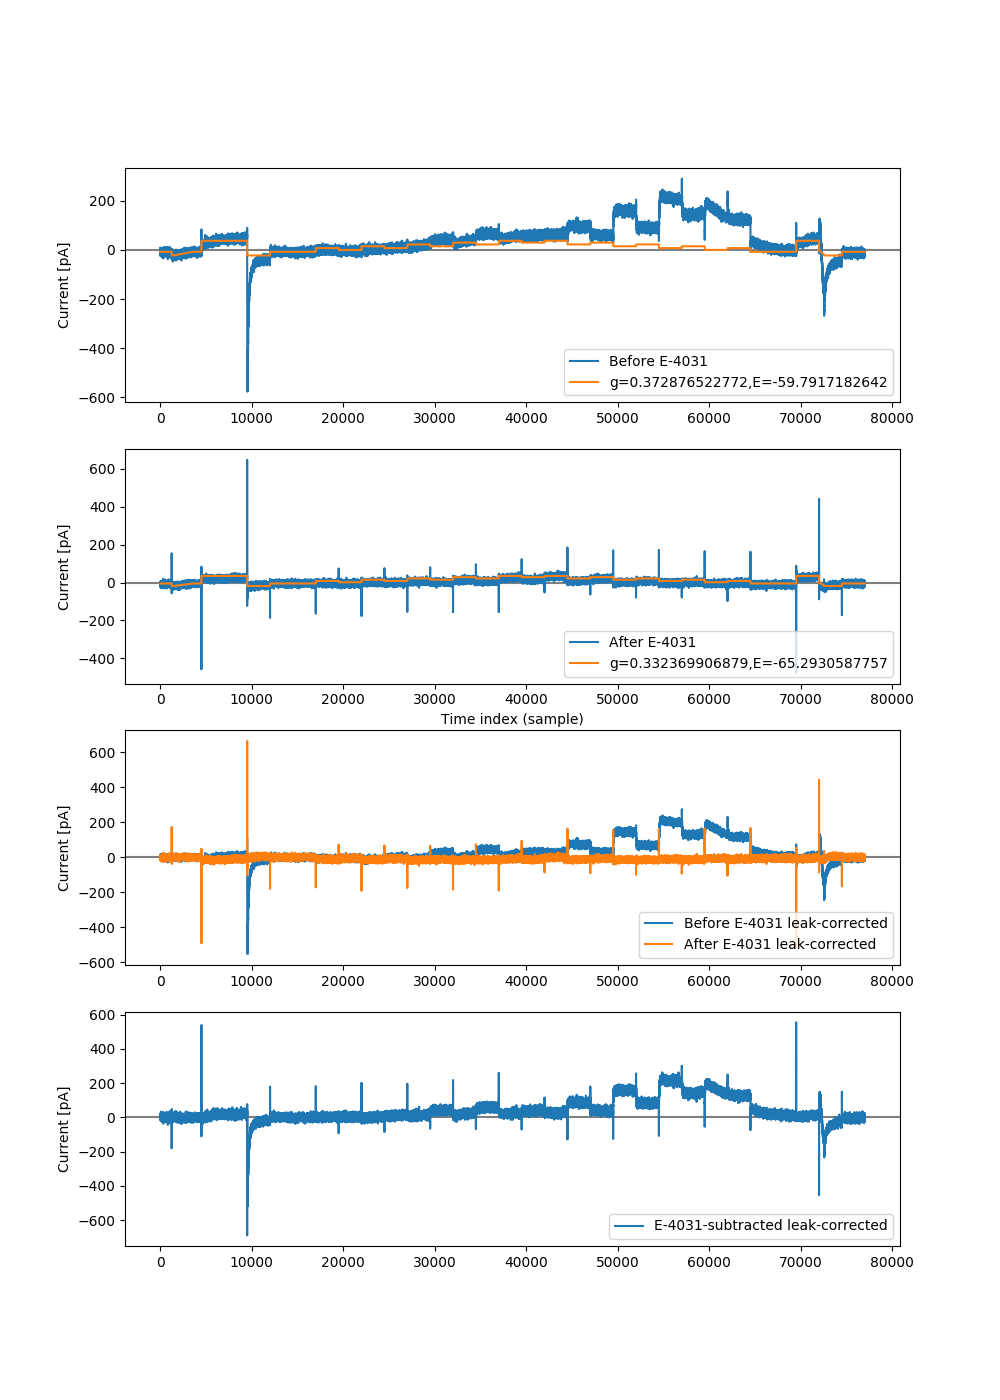 Current [pA]
200
0
−200
−400
−600
Before E-4031
g=0.372876522772,E=-59.7917182642
0 10000 20000 30000 40000 50000 60000 70000 80000
Current [pA]
600
400
200
0
−200
−400
After E-4031
g=0.332369906879,E=-65.2930587757
0 10000 20000 30000 40000 50000 60000 70000 80000
Time index (sample)
Current [pA]
600
400
200
0
−200
−400
−600
Before E-4031 leak-corrected
After E-4031 leak-corrected
0 10000 20000 30000 40000 50000 60000 70000 80000
Current [pA]
600
400
200
0
−200
−400
−600
E-4031-subtracted leak-corrected
0 10000 20000 30000 40000 50000 60000 70000 80000